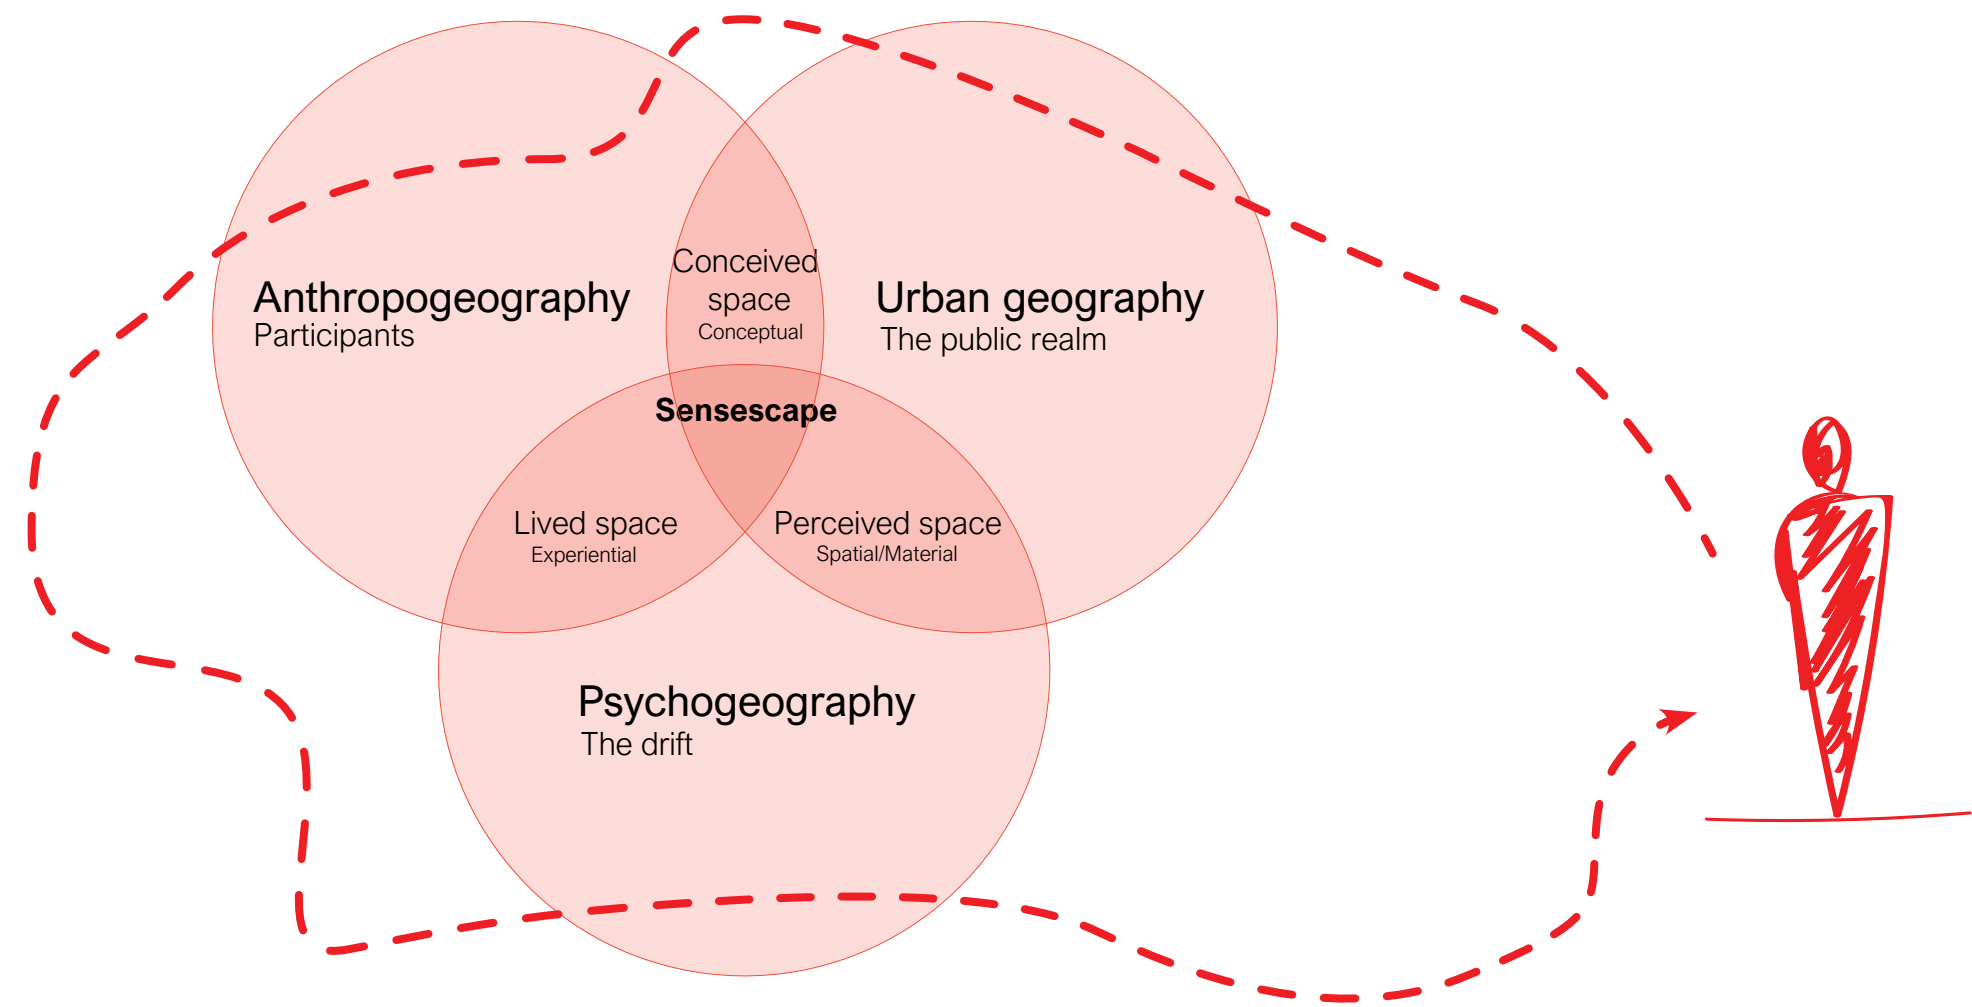 Anthropogeography
Participants
Conceived
space
Conceptual
Urban geography
The public realm
Sensescape
Lived space
Experiential
Perceived space
Spatial/Material
Psychogeography
The drift